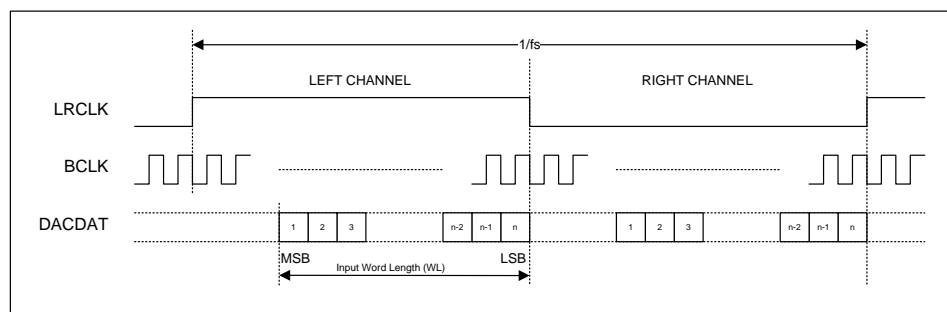 1/fs
LEFT CHANNEL RIGHT CHANNEL
LRCLK
BCLK
DACDAT 1 2 3 n-2 n-1 n 1 2 3 n-2 n-1 n
MSB LSB
Input Word Length (WL)